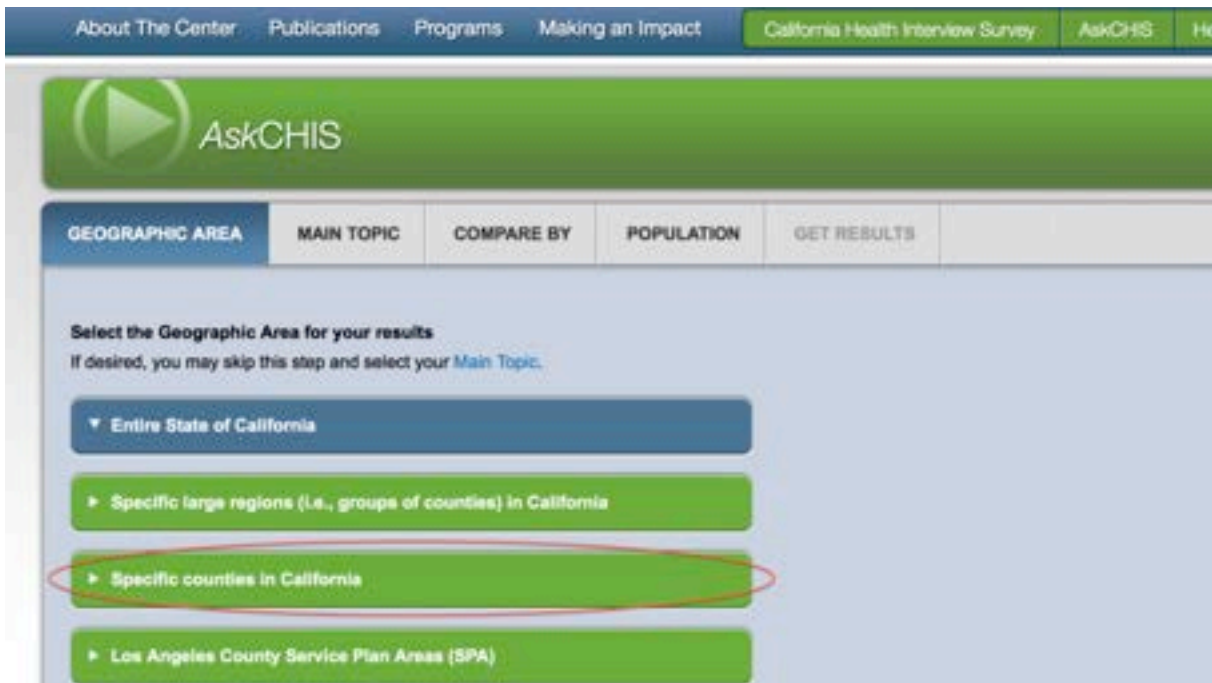 About The Center Publications Programs Making an Impact California Health Interview Survey AskCHIS
AskCHIS
GEOGRAPHIC AREA MAIN TOPIC COMPARE BY POPULATION GET RESULTS
Select the Geographic Area for your results
If desired, you may skip this step and select your Main Topic.
Entire State of California
Specific large regions (i.e., groups of counties) in California
Specific counties in California
Los Angeles County Service Plan Areas (SPA)